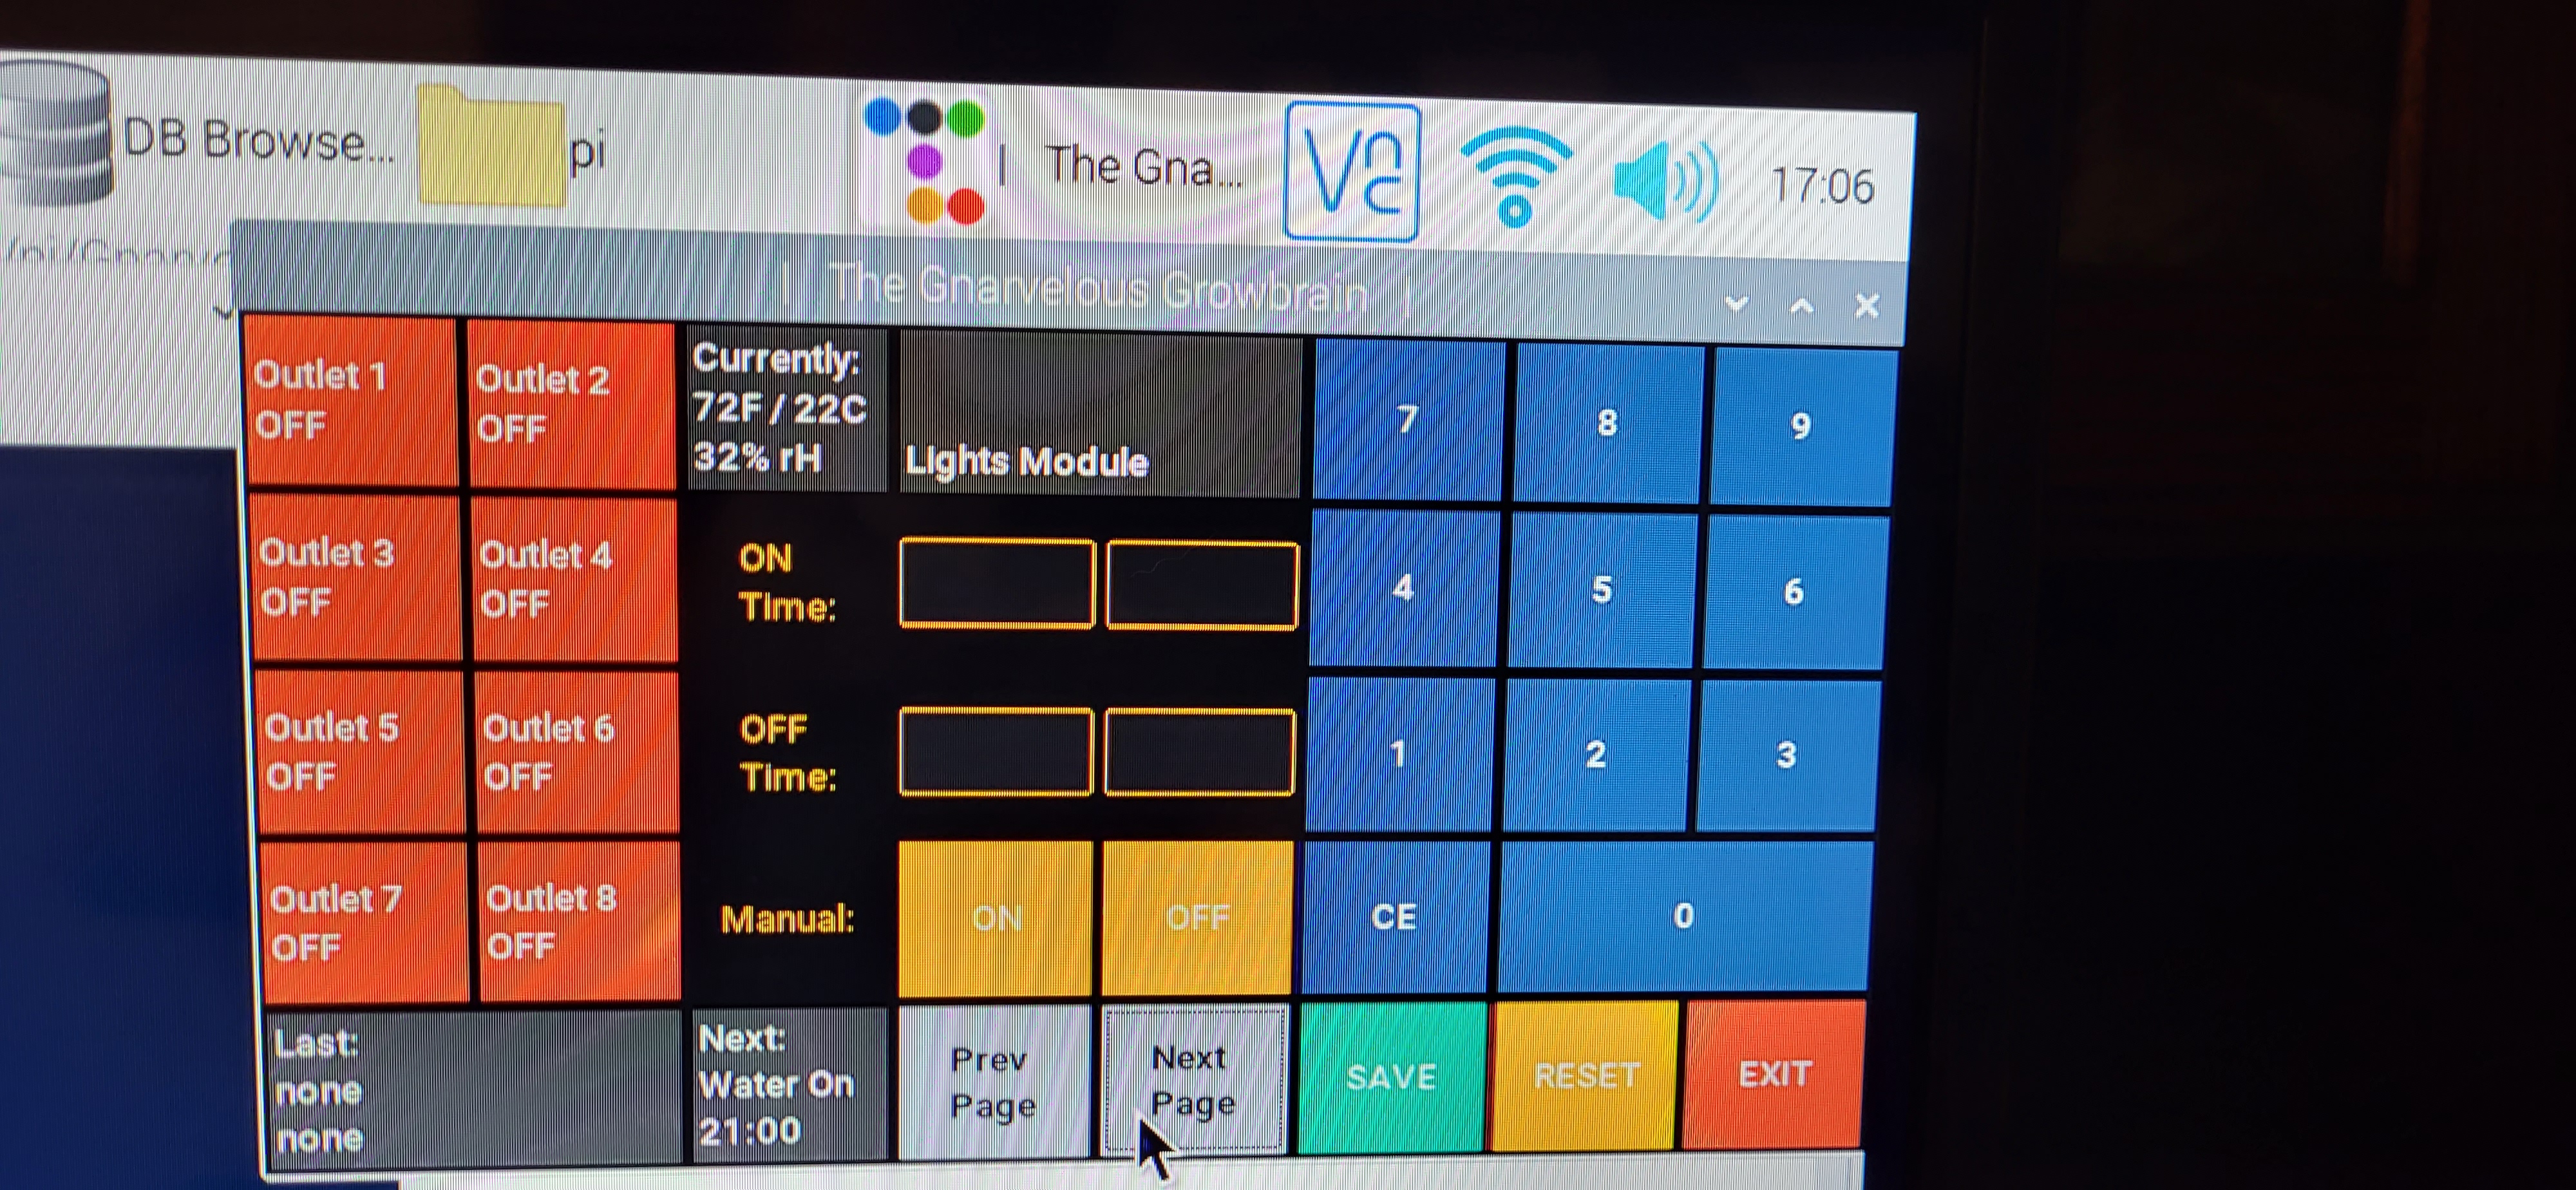 DB Browse...
pi
| The Gna...
VNC
17:06
| The Gnarvelous Growbrain |
Outlet 1
OFF
Outlet 2
OFF
Currently:
72F / 22C
32% rH
Lights Module
7
8
9
Outlet 3
OFF
Outlet 4
OFF
ON
Time:
4
5
6
Outlet 5
OFF
Outlet 6
OFF
OFF
Time:
1
2
3
Outlet 7
OFF
Outlet 8
OFF
Manual:
ON
OFF
CE
0
Last:
none
none
Next:
Water On
21:00
Prev
Page
Next
Page
SAVE
RESET
EXIT